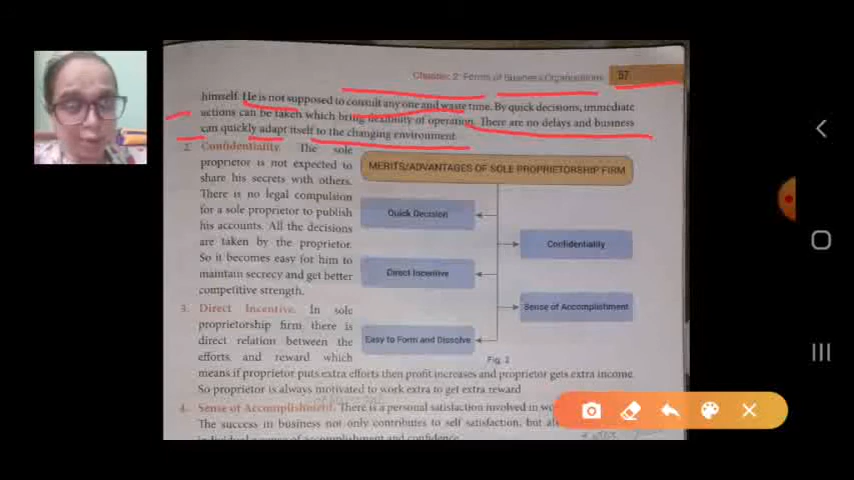 Chapter 2: Forms of Business Organisations 57
himself. He is not supposed to consult any one and waste time. By quick decisions, immediate
actions can be taken which bring flexibility of operation. There are no delays and business
can quickly adapt itself to the changing environment.
2. Confidentiality. The sole
proprietor is not expected to
share his secrets with others.
There is no legal compulsion
for a sole proprietor to publish
his accounts. All the decisions
are taken by the proprietor.
So it becomes easy for him to
maintain secrecy and get better
competitive strength.
MERITS/ADVANTAGES OF SOLE PROPRIETORSHIP FIRM
Quick Decision
Confidentiality
Direct Incentive
Sense of Accomplishment
Easy to Form and Dissolve
Fig. 2
3. Direct Incentive. In sole
proprietorship firm there is
direct relation between the
efforts and reward which
means if proprietor puts extra efforts then profit increases and proprietor gets extra income.
So proprietor is always motivated to work extra to get extra reward
4. Sense of Accomplishment. There is a personal satisfaction involved in
The success in business not only contributes to self satisfaction, but
accomplishment and confidence.